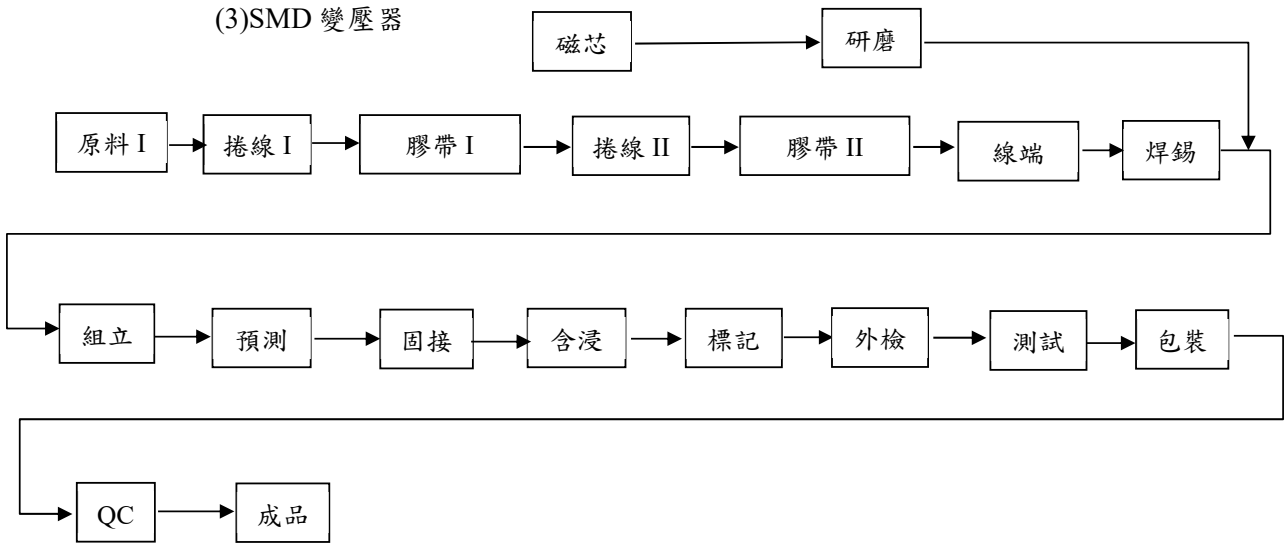 (3)SMD 變壓器
磁芯 研磨
原料 I 捲線 I 膠帶 I 捲線 II 膠帶 II 線端 焊錫
組立 預測 固接 含浸 標記 外檢 測試 包裝
QC 成品